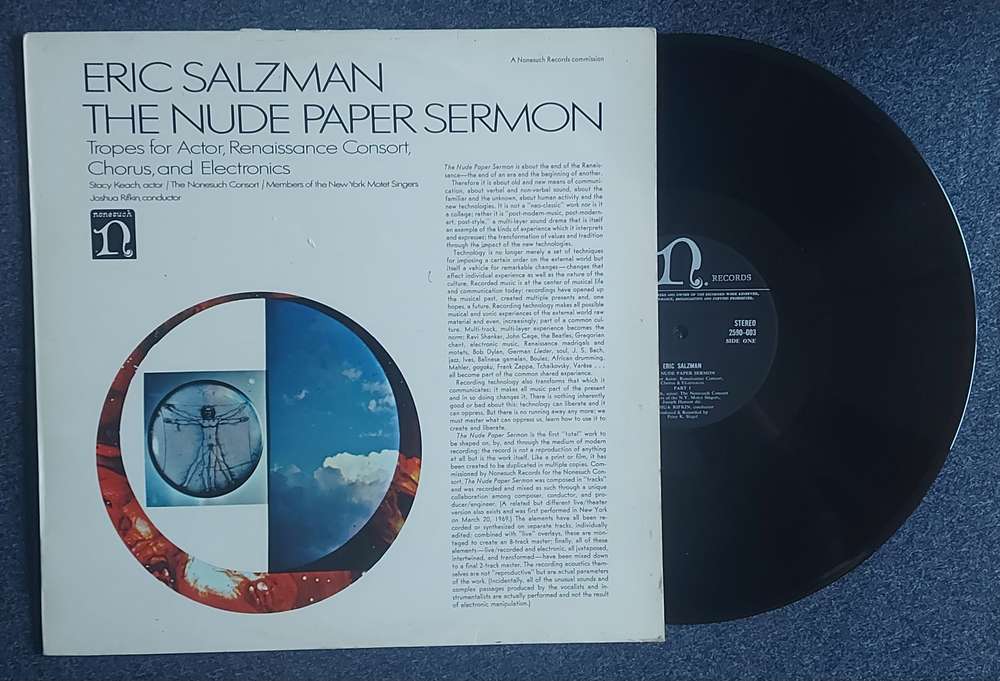 A Nonesuch Records commission
ERIC SALZMAN
THE NUDE PAPER SERMON
Tropes for Actor, Renaissance Consort,
Chorus, and Electronics
Stacy Keach, actor / The Nonesuch Consort / Members of the New York Motet Singers
Joshua Rifkin, conductor
nonesuch
n
The Nude Paper Sermon is about the end of the Renais-
sance—the end of an era and the beginning of another.
Therefore it is about old and new means of communi-
cation, about verbal and non-verbal sound, about the
familiar and the unknown, about human activity and the
new technologies. It is not a "neo-classic" work nor is it
a collage; rather it is "post-modern-music, post-modern-
art, post-style," a multi-layer sound drama that is itself
an example of the kinds of experience which it interprets
and expresses: the transformation of values and tradition
through the impact of the new technologies.
Technology is no longer merely a set of techniques
for imposing a certain order on the external world but
itself a vehicle for remarkable changes—changes that
effect individual experience as well as the nature of the
culture. Recorded music is at the center of musical life
and communication today; recordings have opened up
the musical past, created multiple presents and, one
hopes, a future. Recording technology makes all possible
musical and sonic experiences of the external world raw
material and even, increasingly, part of a common cul-
ture. Multi-track, multi-layer experience becomes the
norm: Ravi Shankar, John Cage, the Beatles, Gregorian
chant, electronic music, Renaissance madrigals and
motets, Bob Dylan, German Lieder, soul, J. S. Bach,
jazz, Ives, Balinese gamelan, Boulez, African drumming,
Mahler, gagaku, Frank Zappa, Tchaikovsky, Varèse . . .
all become part of the common shared experience.
Recording technology also transforms that which it
communicates; it makes all music part of the present
and in so doing changes it. There is nothing inherently
good or bad about this; technology can liberate and it
can oppress. But there is no running away any more; we
must master what can oppress us, learn how to use it to
create and liberate.
The Nude Paper Sermon is the first "total" work to
be shaped on, by, and through the medium of modern
recording; the record is not a reproduction of anything
at all but is the work itself. Like a print or film, it has
been created to be duplicated in multiple copies. Com-
missioned by Nonesuch Records for the Nonesuch Con-
sort, The Nude Paper Sermon was composed in "tracks"
and was recorded and mixed as such through a unique
collaboration among composer, conductor, and pro-
ducer/engineer. (A related but different live/theater
version also exists and was first performed in New York
on March 20, 1969.) The elements have all been re-
corded or synthesized on separate tracks, individually
edited; combined with "live" overlays, these are mon-
taged to create an 8-track master; finally, all of these
elements—live/recorded and electronic, all juxtaposed,
intertwined, and transformed—have been mixed down
to a final 2-track master. The recording acoustics them-
selves are not "reproductive" but are actual parameters
of the work. (Incidentally, all of the unusual sounds and
complex passages produced by the vocalists and in-
strumentalists are actually performed and not the result
of electronic manipulation.)
n. RECORDS
STEREO
2590-003
SIDE ONE
ERIC SALZMAN
NUDE PAPER SERMON
Actor, Renaissance Consort,
Chorus & Electronics
PART 1
actor; The Nonesuch Consort
of the N.Y. Motet Singers
RIFKIN, conductor
Recorded by
Peter K. Siegel